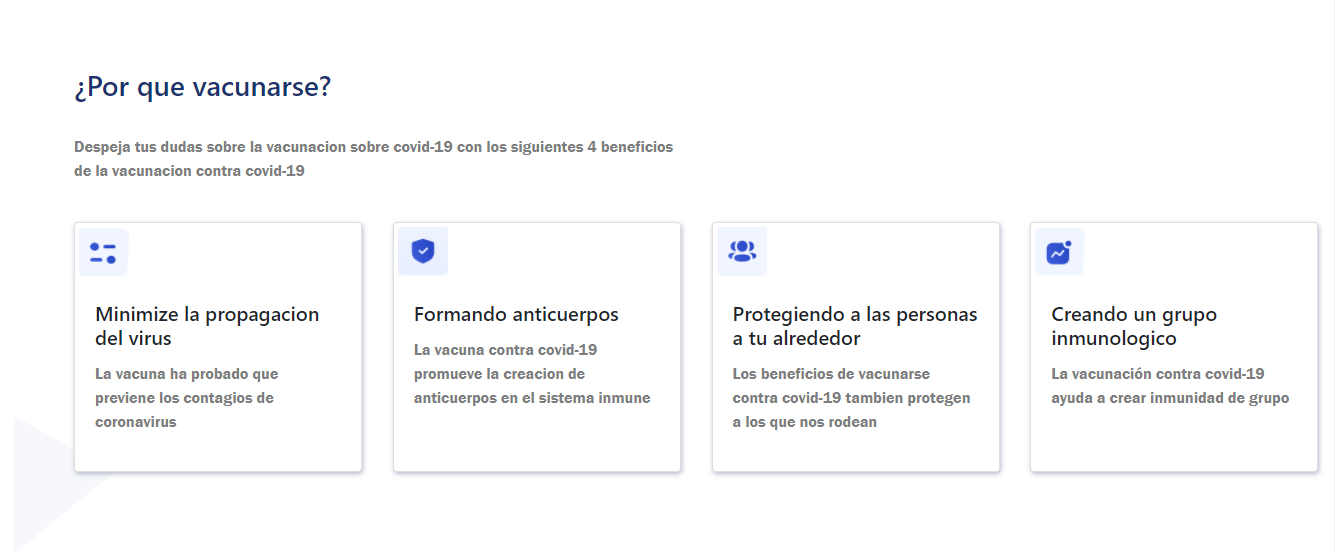 ¿Por que vacunarse?
Despeja tus dudas sobre la vacunacion sobre covid-19 con los siguientes 4 beneficios
de la vacunacion contra covid-19
Minimize la propagacion
del virus
La vacuna ha probado que
previene los contagios de
coronavirus
Formando anticuerpos
La vacuna contra covid-19
promueve la creacion de
anticuerpos en el sistema inmune
Protegiendo a las personas
a tu alrededor
Los beneficios de vacunarse
contra covid-19 tambien protegen
a los que nos rodean
Creando un grupo
inmunologico
La vacunación contra covid-19
ayuda a crear inmunidad de grupo